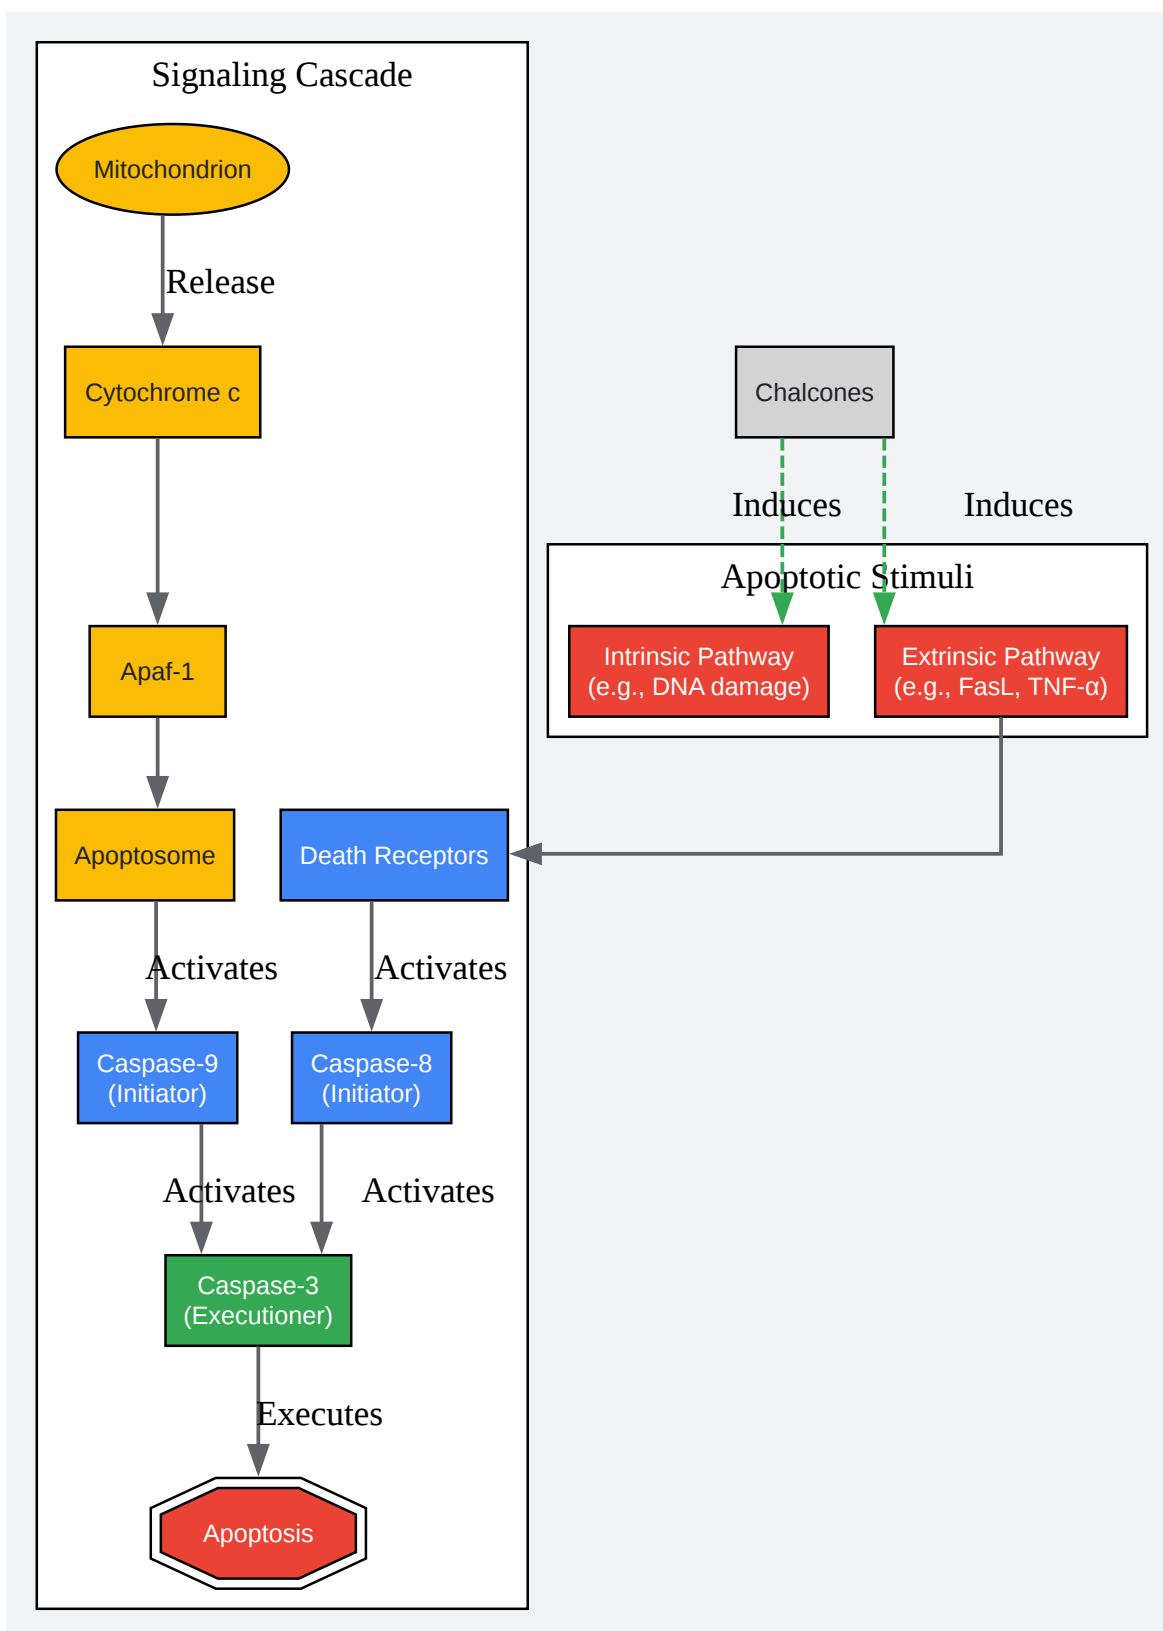 Signaling Cascade
Mitochondrion
Release
Cytochrome c
Chalcones
Induces
Induces
Apoptotic Stimuli
Apaf-1
Intrinsic Pathway
(e.g., DNA damage)
Extrinsic Pathway
(e.g., FasL, TNF-α)
Apoptosome
Death Receptors
Activates
Activates
Caspase-9
(Initiator)
Caspase-8
(Initiator)
Activates
Activates
Caspase-3
(Executioner)
Executes
Apoptosis